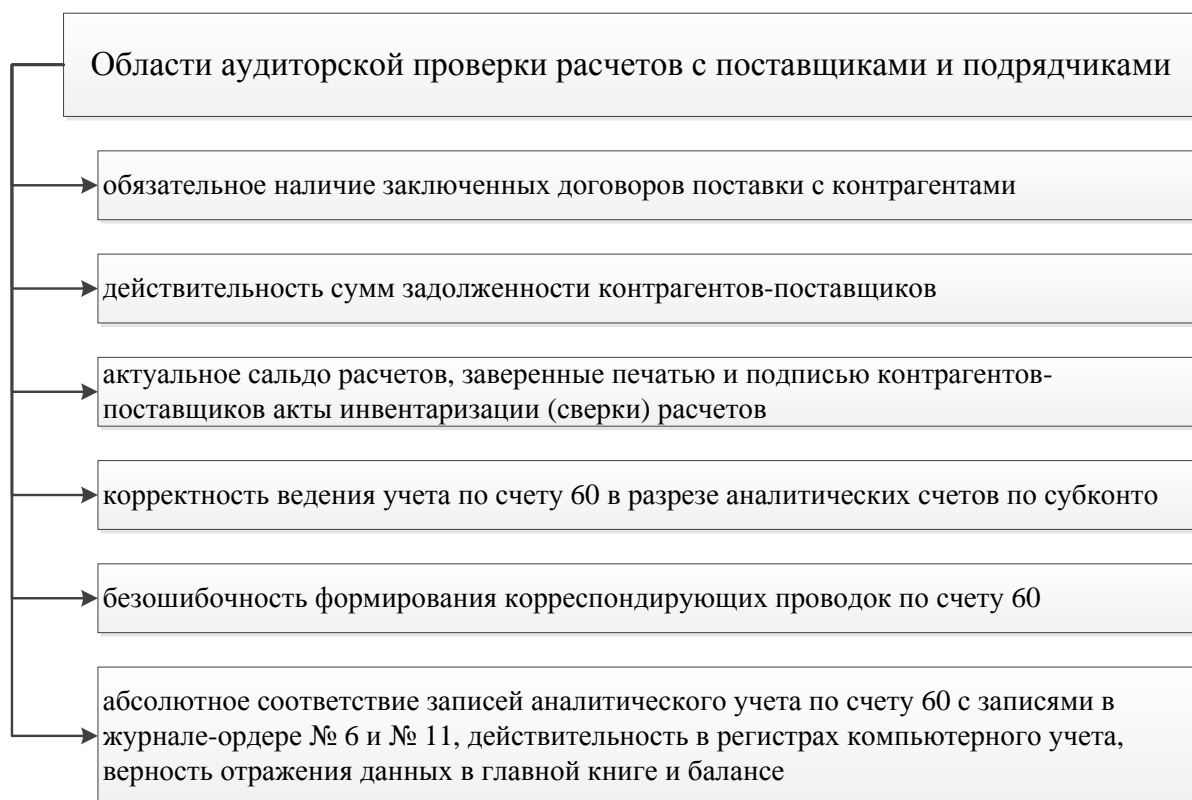 Области аудиторской проверки расчетов с поставщиками и подрядчиками
обязательное наличие заключенных договоров поставки с контрагентами
действительность сумм задолженности контрагентов-поставщиков
актуальное сальдо расчетов, заверенные печатью и подписью контрагентов-
поставщиков акты инвентаризации (сверки) расчетов
корректность ведения учета по счету 60 в разрезе аналитических счетов по субконто
безошибочность формирования корреспондирующих проводок по счету 60
абсолютное соответствие записей аналитического учета по счету 60 с записями в
журнале-ордере № 6 и № 11, действительность в регистрах компьютерного учета,
верность отражения данных в главной книге и балансе